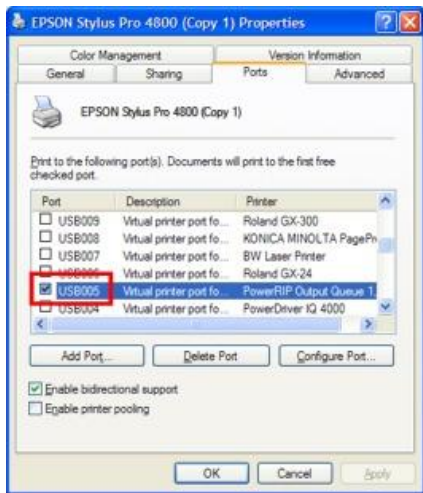 EPSON Stylus Pro 4800 (Copy 1) Properties
Color Management Version Information
General Sharing Ports Advanced
EPSON Stylus Pro 4800 (Copy 1)
Print to the following port(s). Documents will print to the first free
checked port.
Port Description Printer
USB009 Virtual printer port fo... Roland GX-300
USB008 Virtual printer port fo... KONICA MINOLTA PagePr
USB007 Virtual printer port fo... BW Laser Printer
USB006 Virtual printer port fo... Roland GX-24
USB005 Virtual printer port fo... PowerRIP Output Queue 1,
USB004 Virtual printer port fo... PowerDriver IQ 4000
Add Port... Delete Port Configure Port...
Enable bidirectional support
Enable printer pooling
OK Cancel Apply